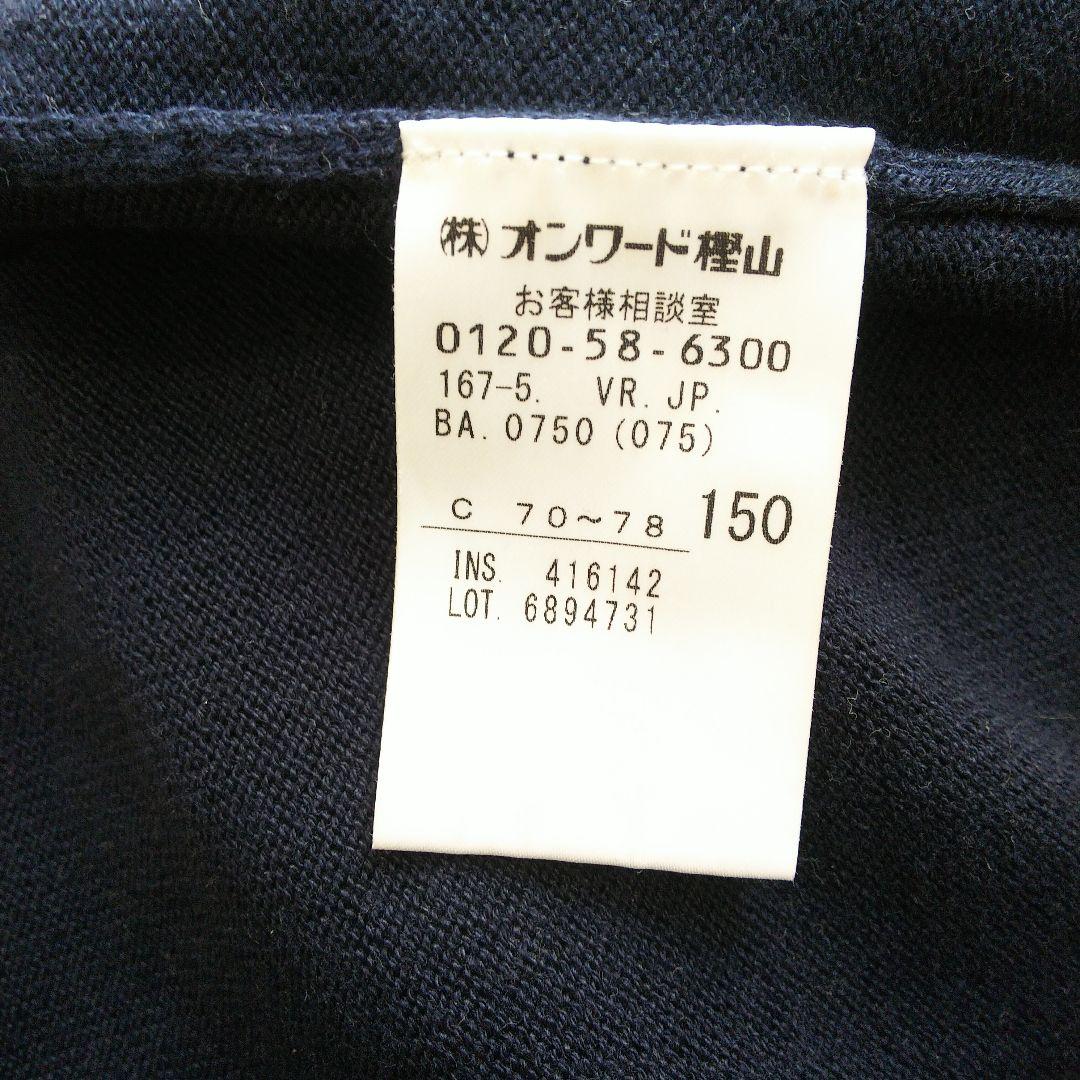 ㈱オンワード樫山
お客様相談室
0120-58-6300
167-5. VR. JP.
BA. 0750 (075)
C 70~78 150
INS. 416142
LOT. 6894731